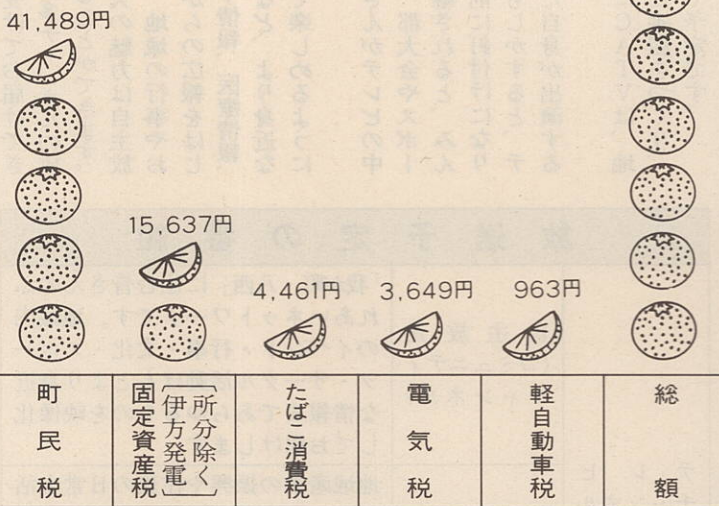 41,489円
15,637円
4,461円
3,649円
963円
町民税
固定資産税
〔伊方発電
所分除く〕
たばこ消費税
電気税
軽自動車税
総額